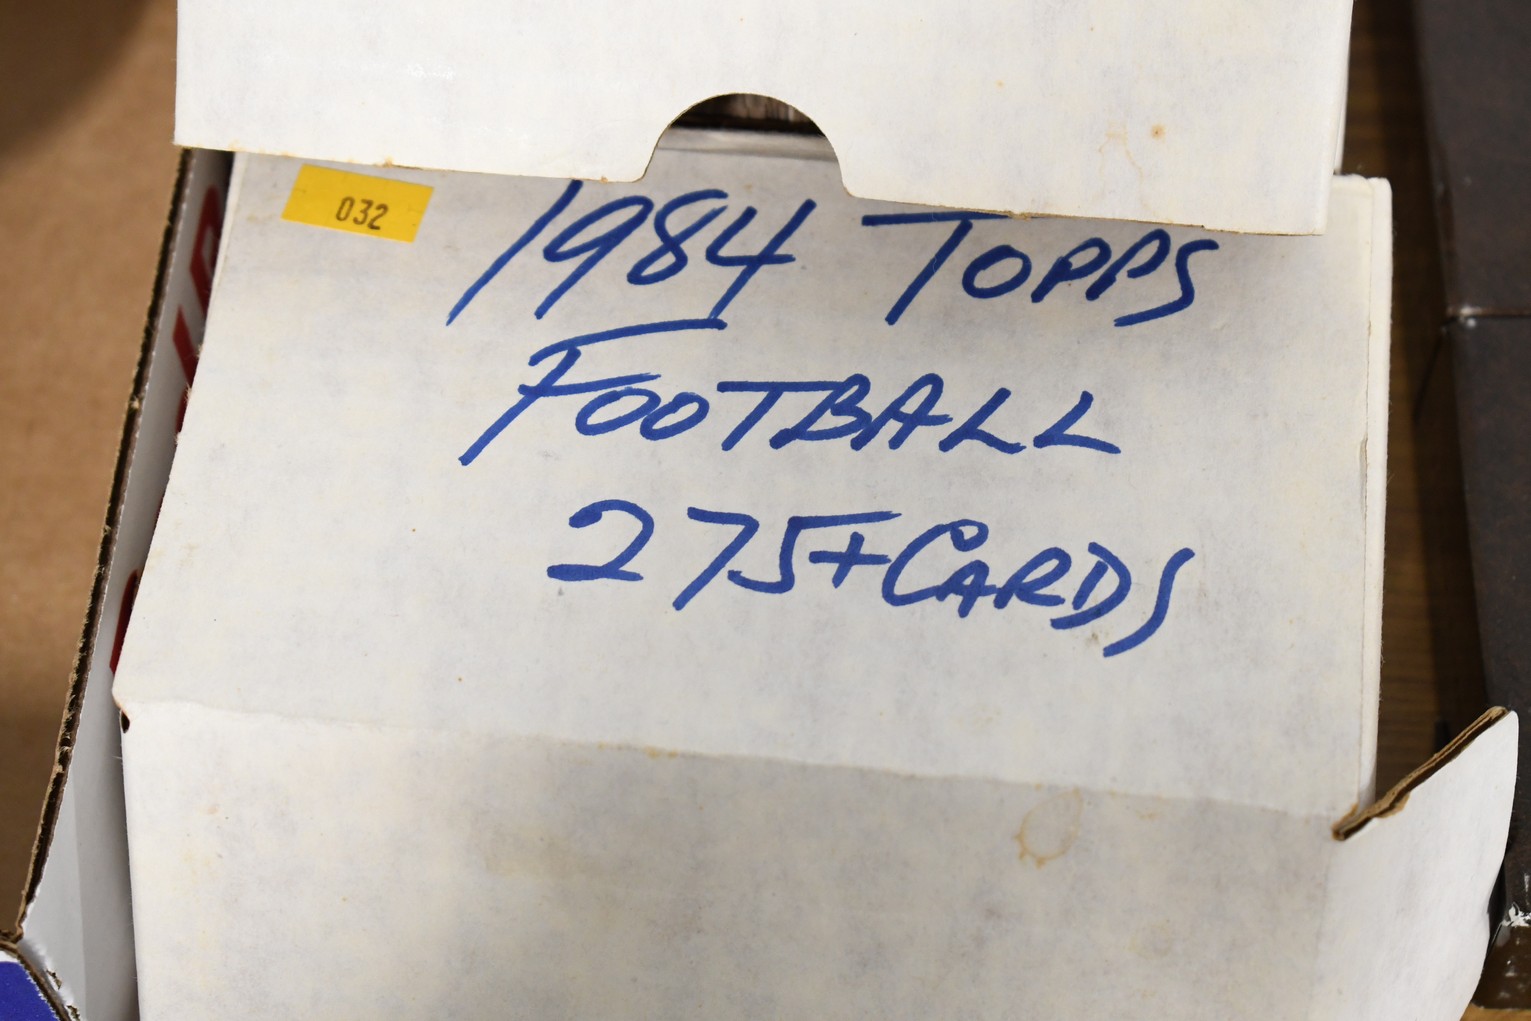 032
1984 TOPPS
FOOTBALL
275+ CARDS